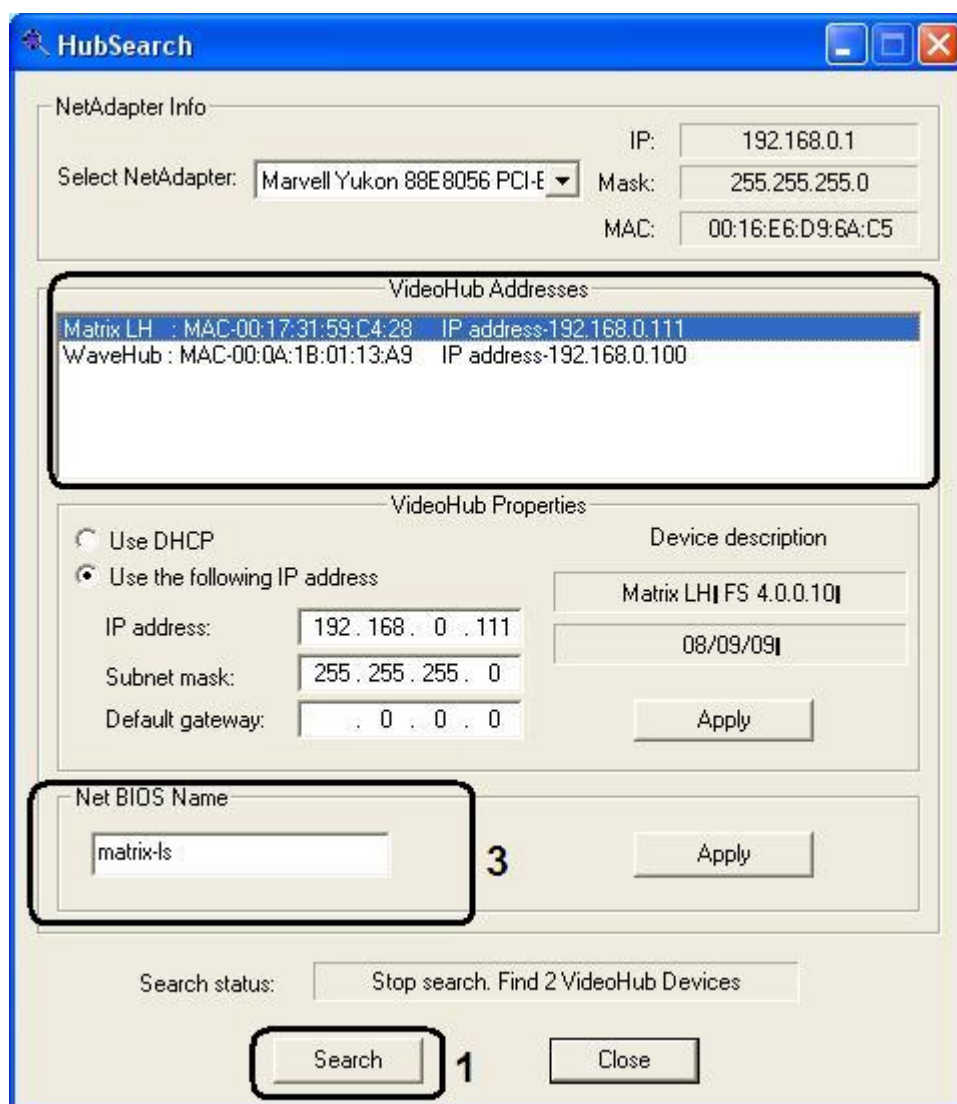 HubSearch
NetAdapter Info
IP: 192.168.0.1
Select NetAdapter: Marvell Yukon 88E8056 PCI-E Mask: 255.255.255.0
MAC: 00:16:E6:D9:6A:C5
VideoHub Addresses
Matrix LH : MAC-00:17:31:59:C4:28 IP address-192.168.0.111
WaveHub : MAC-00:0A:1B:01:13:A9 IP address-192.168.0.100
VideoHub Properties
Use DHCP
Device description
Use the following IP address
Matrix LH FS 4.0.0.10
IP address: 192 . 168 . 0 . 111
08/09/09
Subnet mask: 255 . 255 . 255 . 0
Default gateway: . 0 . 0 . 0
Apply
Net BIOS Name
matrix-ls
3
Apply
Search status: Stop search. Find 2 VideoHub Devices
Search 1 Close